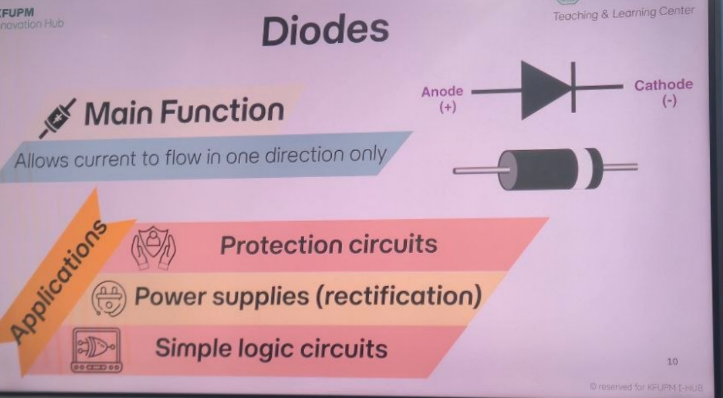 KFUPM
Innovation Hub
Teaching & Learning Center
Diodes
Main Function
Allows current to flow in one direction only
Anode
(+)
Cathode
(-)
Applications
Protection circuits
Power supplies (rectification)
Simple logic circuits
10
© reserved for KFUPM I-HUB